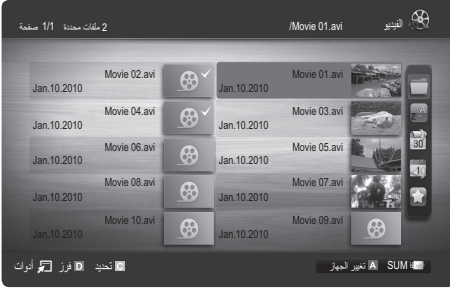 الفيديو
/Movie 01.avi
2 ملفات محددة 1/1 صفحة
Movie 01.avi
Jan.10.2010
Movie 02.avi
Jan.10.2010
Movie 03.avi
Jan.10.2010
Movie 04.avi
Jan.10.2010
Movie 05.avi
Jan.10.2010
Movie 06.avi
Jan.10.2010
Movie 07.avi
Jan.10.2010
Movie 08.avi
Jan.10.2010
Movie 09.avi
Jan.10.2010
Movie 10.avi
Jan.10.2010
30
SUM A تغيير الجهاز
C تحديد D فرز أدوات